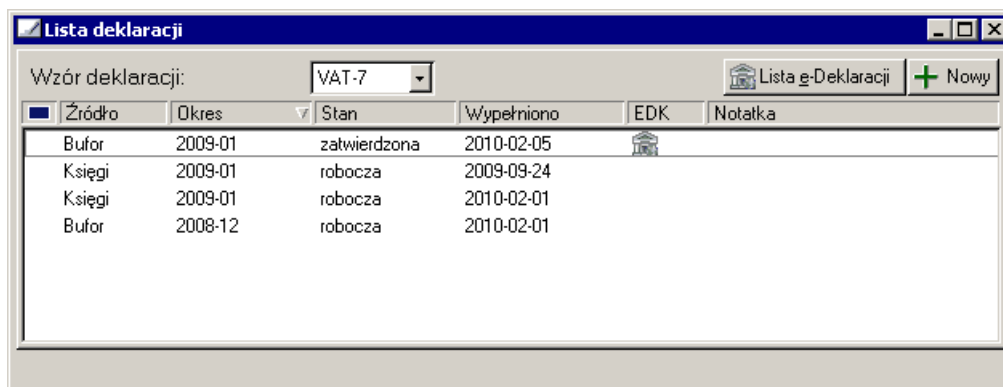 Lista deklaracji
Wzór deklaracji: VAT-7 Lista e-Deklaracji Nowy
Źródło Okres Stan Wypełniono EDK Notatka
Bufor 2009-01 zatwierdzona 2010-02-05
Księgi 2009-01 robocza 2009-09-24
Księgi 2009-01 robocza 2010-02-01
Bufor 2008-12 robocza 2010-02-01